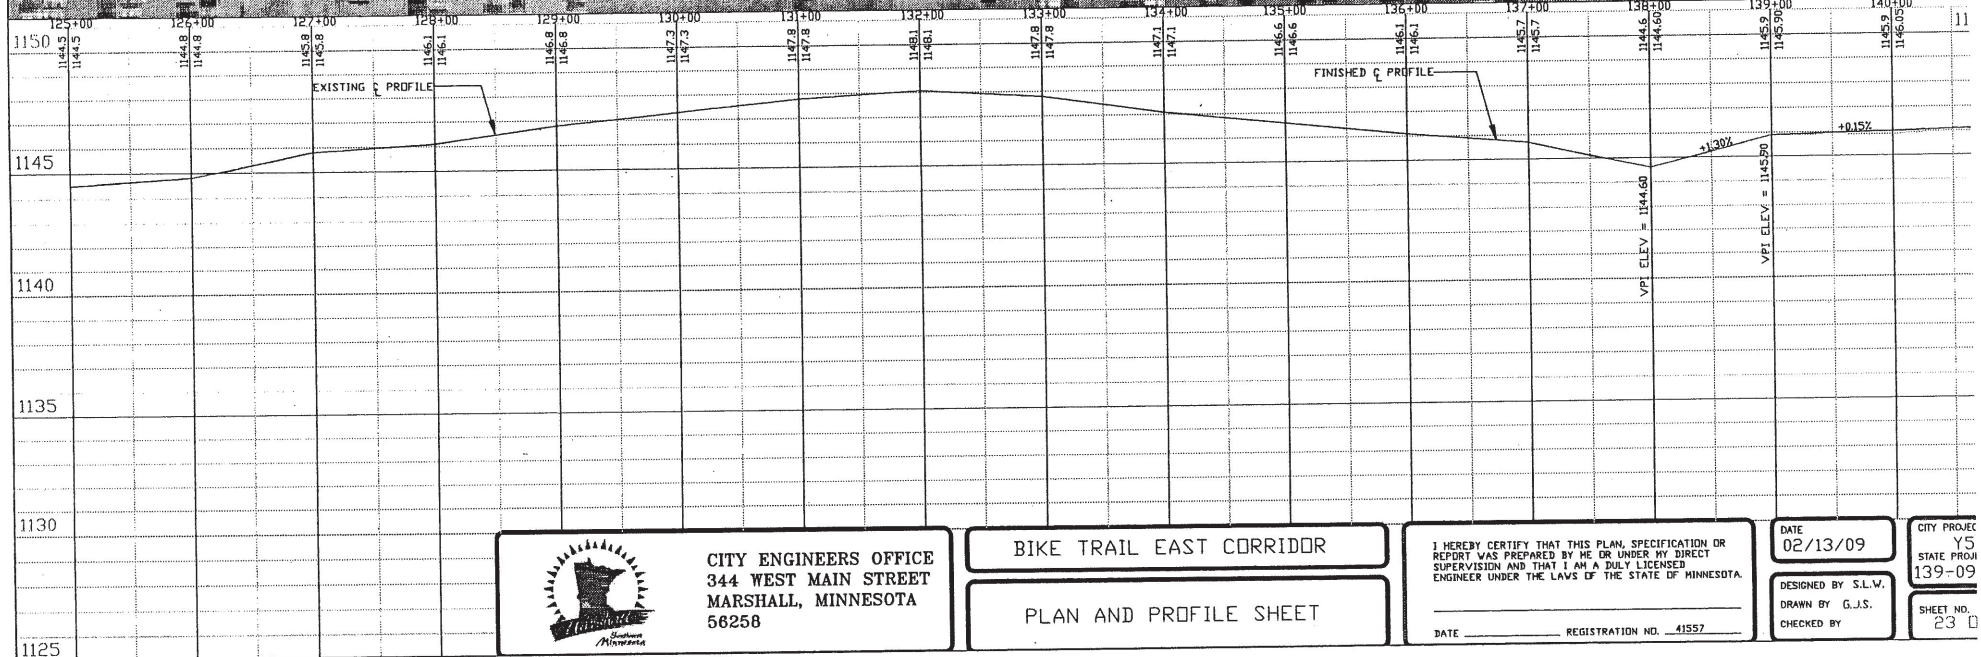 125+00 126+00 127+00 128+00 129+00 130+00 131+00 132+00 133+00 134+00 135+00 136+00 137+00 138+00 139+00 140+00
1150
1144.5 1144.8 1145.8 1146.1 1146.8 1147.3 1147.8 1148.1 1147.8 1147.1 1146.6 1146.1 1145.7 1144.6 1145.9 1145.9
1144.5 1144.8 1145.8 1146.1 1146.8 1147.3 1147.8 1148.1 1147.8 1147.1 1146.6 1146.1 1145.7 1144.60 1145.90 1146.05
11
EXISTING ℄ PROFILE
FINISHED ℄ PROFILE
+1.30%
+0.15%
VPI ELEV = 1144.60
VPI ELEV = 1145.90
1145
1140
1135
1130
1125
Southwest
Minnesota
CITY ENGINEERS OFFICE
344 WEST MAIN STREET
MARSHALL, MINNESOTA
56258
BIKE TRAIL EAST CORRIDOR
PLAN AND PROFILE SHEET
I HEREBY CERTIFY THAT THIS PLAN, SPECIFICATION OR
REPORT WAS PREPARED BY ME OR UNDER MY DIRECT
SUPERVISION AND THAT I AM A DULY LICENSED
ENGINEER UNDER THE LAWS OF THE STATE OF MINNESOTA.
DATE REGISTRATION NO. 41557
DATE
02/13/09
DESIGNED BY S.L.W.
DRAWN BY G.J.S.
CHECKED BY
CITY PROJEC
Y5
STATE PROJ
139-09
SHEET NO.
23